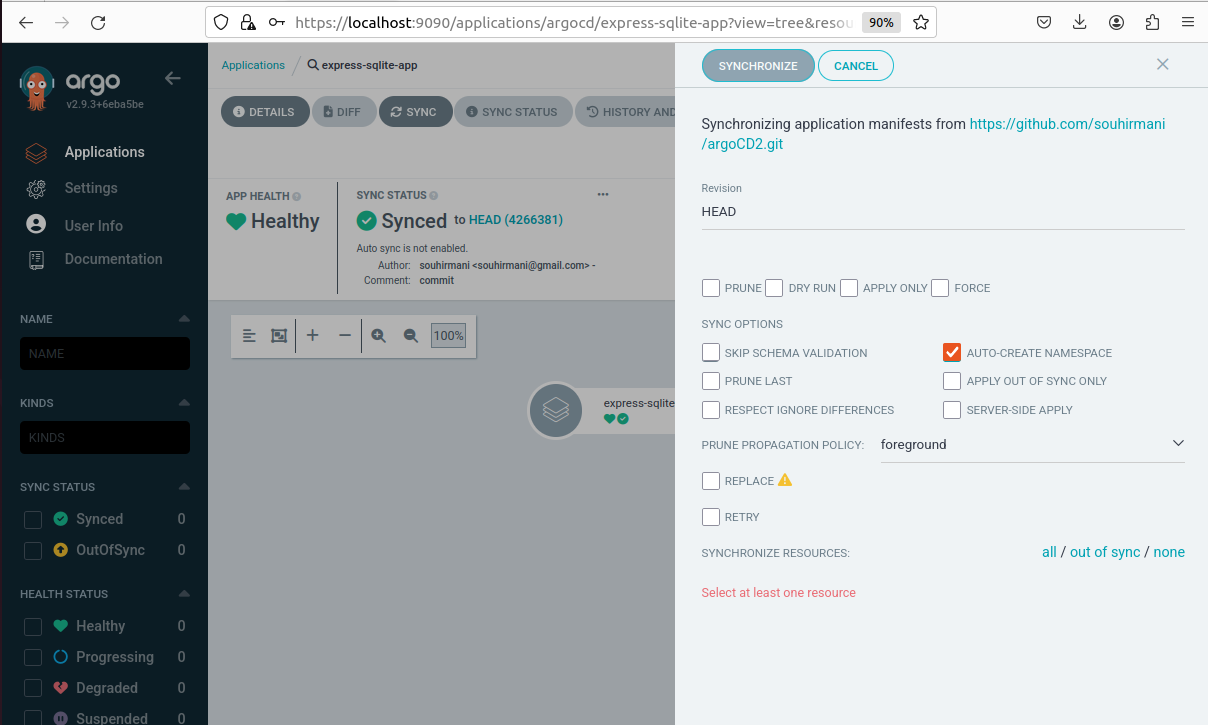 https://localhost:9090/applications/argocd/express-sqlite-app?view=tree&resou
90%
argo
v2.9.3+6eba5be
Applications
Settings
User Info
Documentation
NAME
NAME
KINDS
KINDS
SYNC STATUS
Synced 0
OutOfSync 0
HEALTH STATUS
Healthy 0
Progressing 0
Degraded 0
Suspended 0
Applications / express-sqlite-app
DETAILS DIFF SYNC SYNC STATUS HISTORY AND
APP HEALTH
Healthy
SYNC STATUS
Synced to HEAD (4266381)
Auto sync is not enabled.
Author: souhirmani <souhirmani@gmail.com> -
Comment: commit
100%
express-sqlite
SYNCHRONIZE CANCEL
Synchronizing application manifests from https://github.com/souhirmani
/argoCD2.git
Revision
HEAD
PRUNE DRY RUN APPLY ONLY FORCE
SYNC OPTIONS
SKIP SCHEMA VALIDATION AUTO-CREATE NAMESPACE
PRUNE LAST APPLY OUT OF SYNC ONLY
RESPECT IGNORE DIFFERENCES SERVER-SIDE APPLY
PRUNE PROPAGATION POLICY: foreground
REPLACE
RETRY
SYNCHRONIZE RESOURCES: all / out of sync / none
Select at least one resource